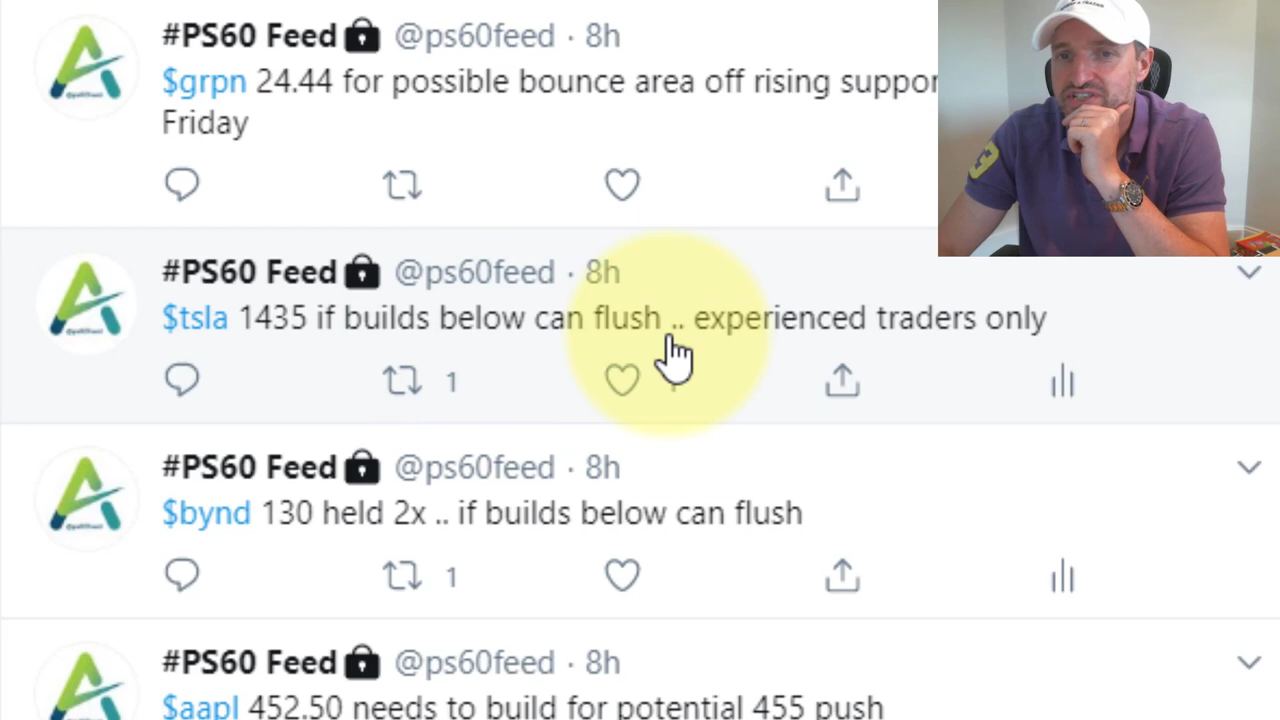 #PS60 Feed @ps60feed · 8h
$grpn 24.44 for possible bounce area off rising suppor
Friday
#PS60 Feed @ps60feed · 8h
$tsla 1435 if builds below can flush .. experienced traders only
1
#PS60 Feed @ps60feed · 8h
$bynd 130 held 2x .. if builds below can flush
1
#PS60 Feed @ps60feed · 8h
$aapl 452.50 needs to build for potential 455 push